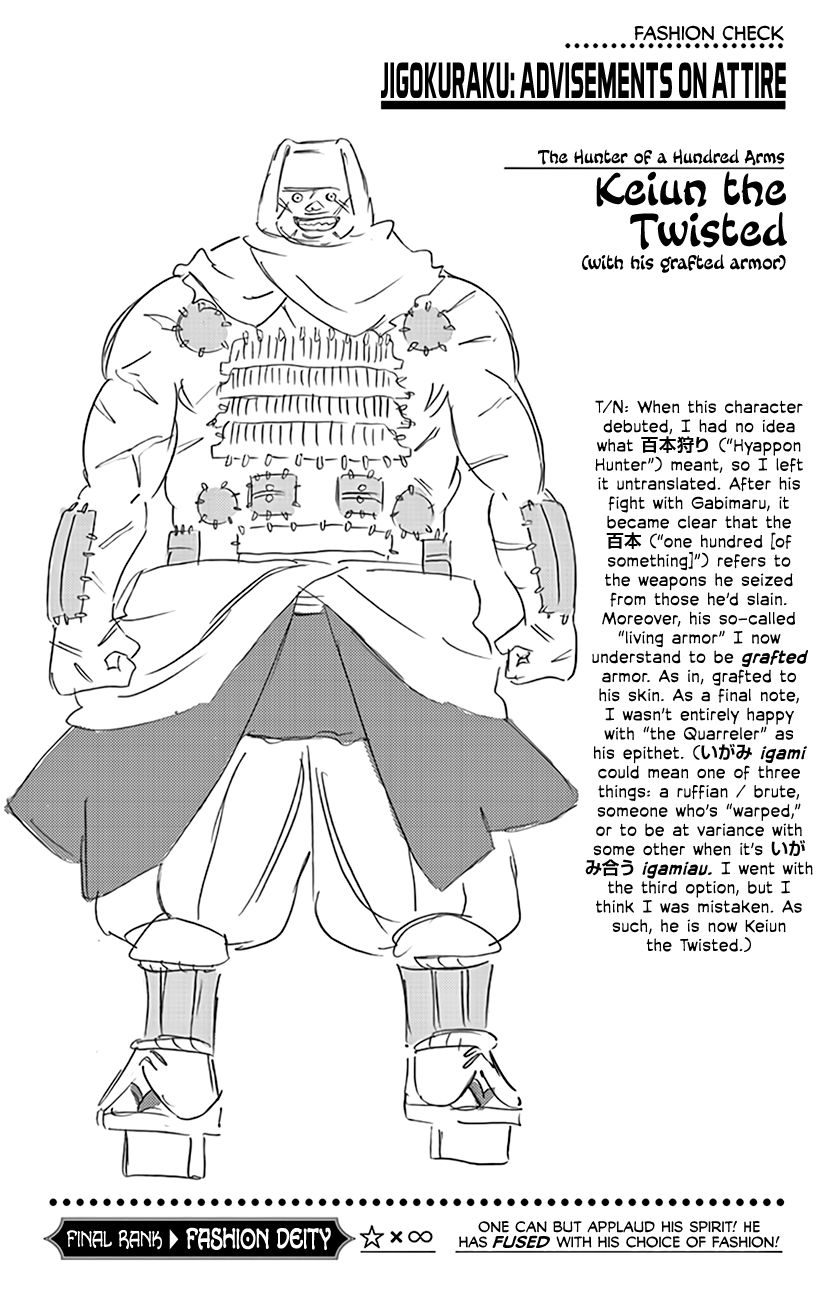 FASHION CHECK
JIGOKURAKU: ADVISEMENTS ON ATTIRE
The Hunter of a Hundred Arms
Keiun the
Twisted
(with his grafted armor)
T/N: When this character
debuted, I had no idea
what 百本狩り ("Hyappon
Hunter") meant, so I left
it untranslated. After his
fight with Gabimaru, it
became clear that the
百本 ("one hundred [of
something]") refers to
the weapons he seized
from those he'd slain.
Moreover, his so-called
"living armor" I now
understand to be grafted
armor. As in, grafted to
his skin. As a final note,
I wasn't entirely happy
with "the Quarreler" as
his epithet. (いがみ igami
could mean one of three
things: a ruffian / brute,
someone who's "warped,"
or to be at variance with
some other when it's いが
み合う igamiau. I went with
the third option, but I
think I was mistaken. As
such, he is now Keiun
the Twisted.)
FINAL RANK ▶ FASHION DEITY ☆ × ∞
ONE CAN BUT APPLAUD HIS SPIRIT! HE
HAS FUSED WITH HIS CHOICE OF FASHION!